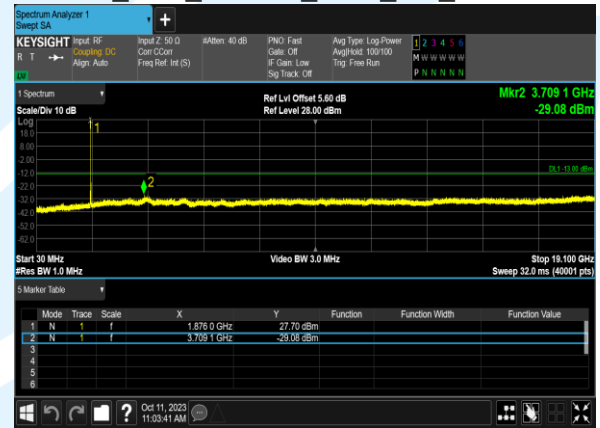 Spectrum Analyzer 1
Swept SA
+
KEYSIGHT Input: RF Input Z: 50 Ω #Atten: 40 dB PNO: Fast Avg Type: Log-Power 1 2 3 4 5 6
R T Coupling: DC Corr CCorr Gate: Off Avg|Hold: 100/100 M W W W W W
Align: Auto Freq Ref: Int (S) IF Gain: Low Trig: Free Run
LV Sig Track: Off P N N N N N
1 Spectrum Ref Lvl Offset 5.60 dB Mkr2 3.709 1 GHz
Scale/Div 10 dB Ref Level 28.00 dBm -29.08 dBm
Log
1
18.0
8.00
-2.00
-12.0 DL1 -13.00 dBm
2
-22.0
-32.0
-42.0
-52.0
-62.0
Start 30 MHz Video BW 3.0 MHz Stop 19.100 GHz
#Res BW 1.0 MHz Sweep 32.0 ms (40001 pts)
5 Marker Table
Mode Trace Scale X Y Function Function Width Function Value
1 N 1 f 1.876 0 GHz 27.70 dBm
2 N 1 f 3.709 1 GHz -29.08 dBm
3
4
5
6
? Oct 11, 2023
11:03:41 AM